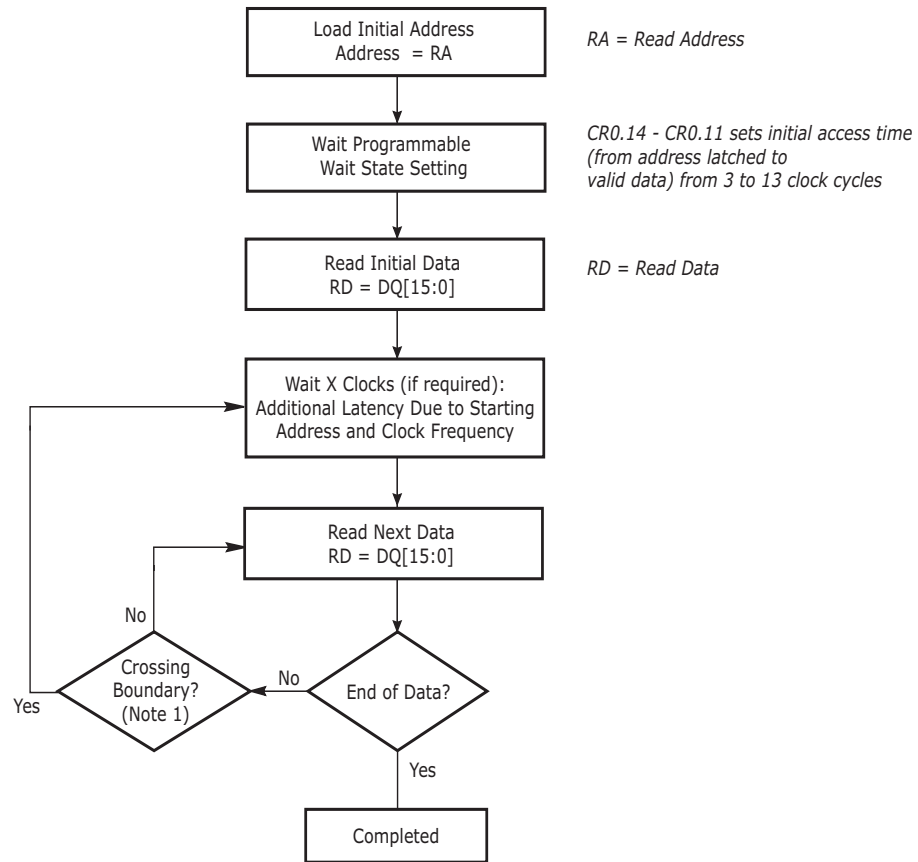 Load Initial Address
Address = RA
RA = Read Address
Wait Programmable
Wait State Setting
CR0.14 - CR0.11 sets initial access time
(from address latched to
valid data) from 3 to 13 clock cycles
Read Initial Data
RD = DQ[15:0]
RD = Read Data
Wait X Clocks (if required):
Additional Latency Due to Starting
Address and Clock Frequency
Read Next Data
RD = DQ[15:0]
No
Crossing
Boundary?
(Note 1)
Yes
No
End of Data?
Yes
Completed